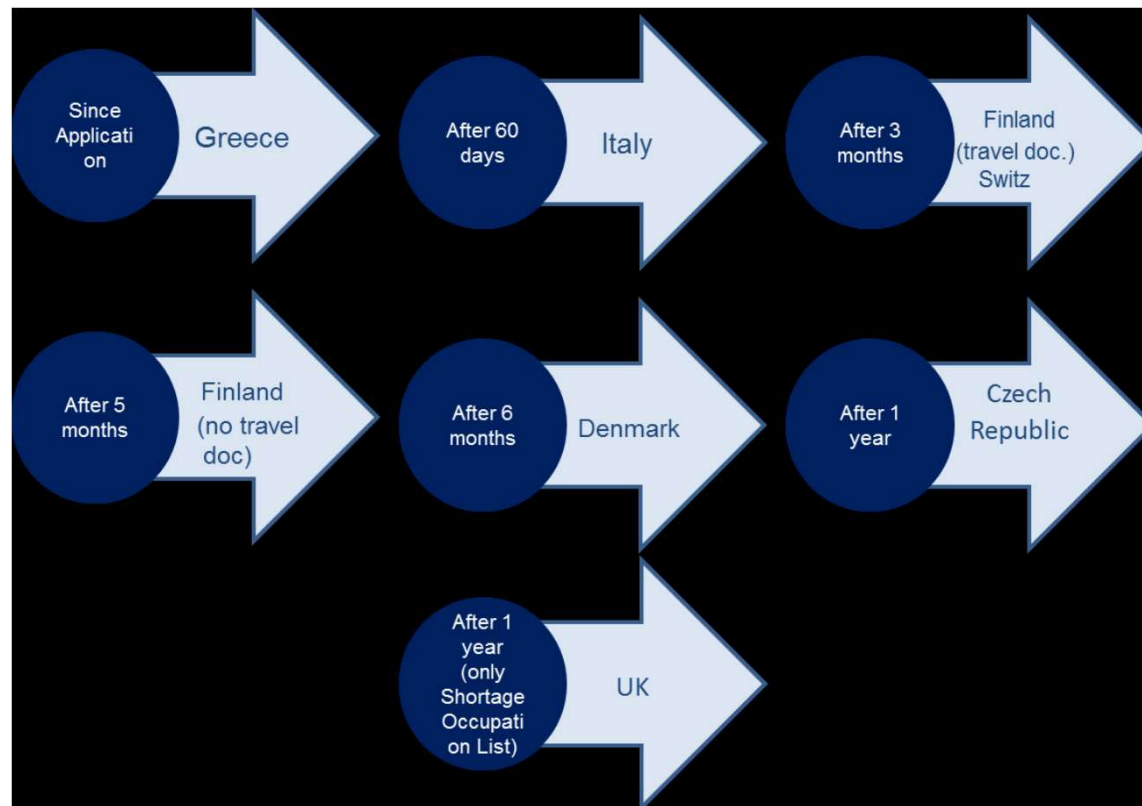 Since
Applicati
on
Greece
After 60
days
Italy
After 3
months
Finland
(travel doc.)
Switz
After 5
months
Finland
(no travel
doc)
After 6
months
Denmark
After 1
year
Czech
Republic
After 1
year
(only
Shortage
Occupati
on List)
UK